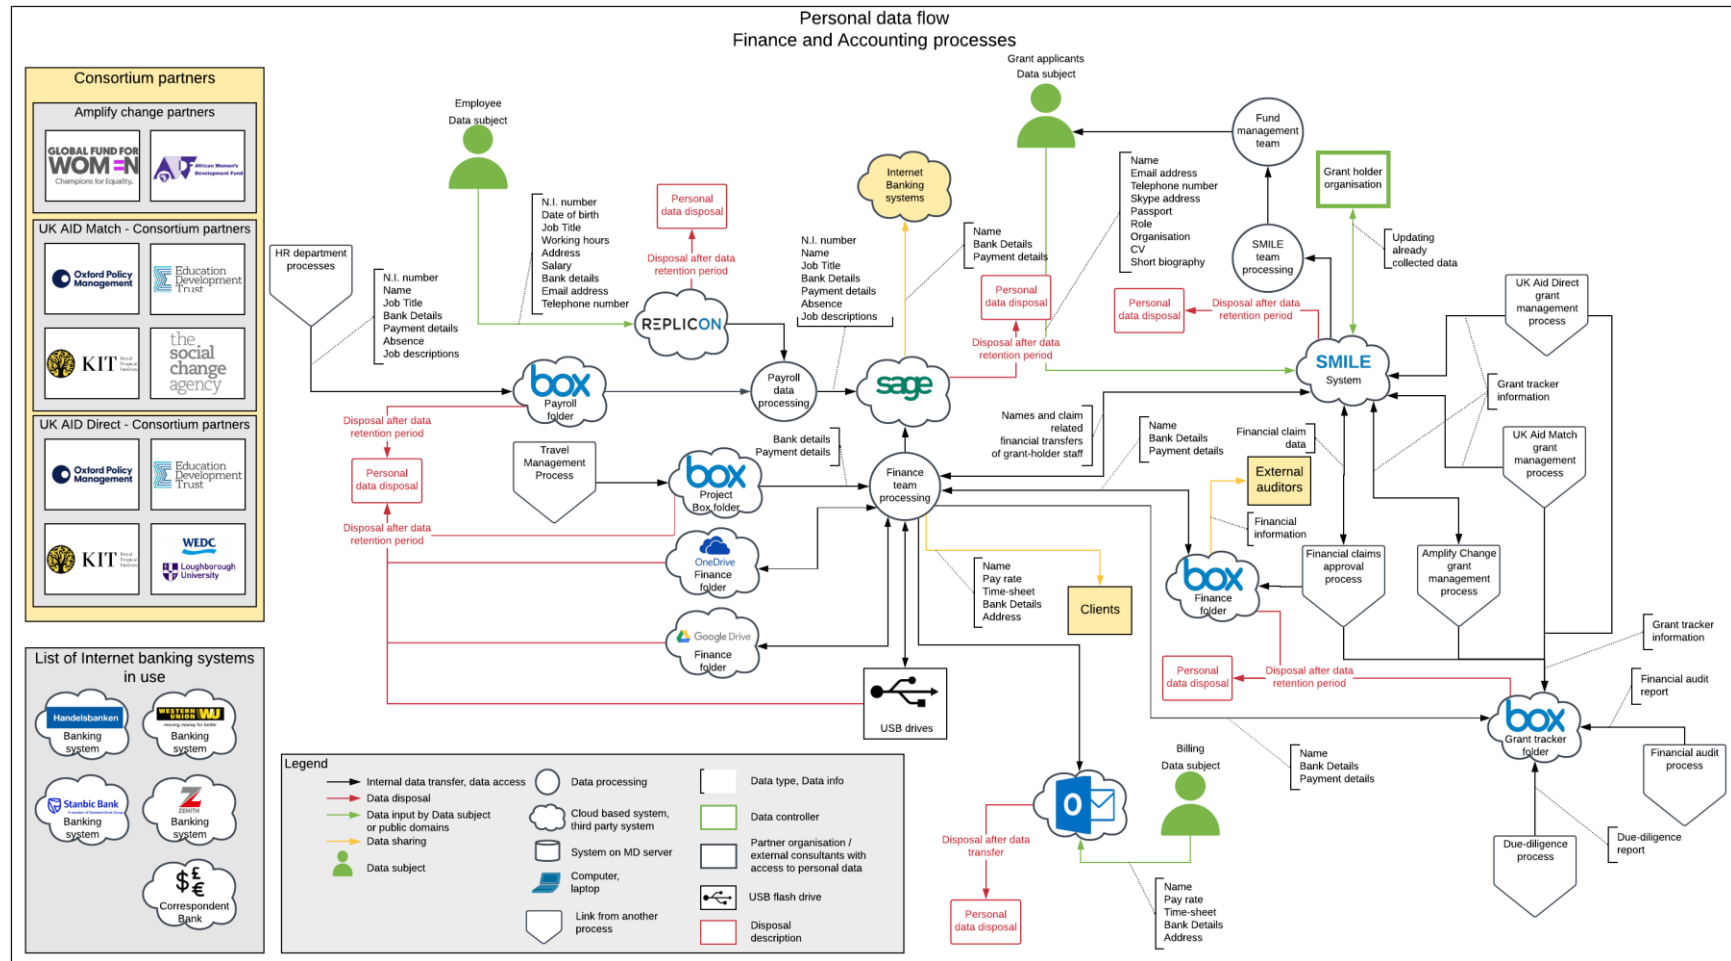 Personal data flow
Finance and Accounting processes
Consortium partners
Amplify change partners
GLOBAL FUND FOR
WOMEN
Champions for Equality.
African Women's
Development Fund
UK AID Match - Consortium partners
Oxford Policy
Management
Education
Development
Trust
KIT
Royal
Tropical
Institute
the
social
change
agency
UK AID Direct - Consortium partners
Oxford Policy
Management
Education
Development
Trust
KIT
Royal
Tropical
Institute
WEDC
Loughborough
University
List of Internet banking systems
in use
Handelsbanken
Banking
system
WESTERN
UNION WU
moving money for better
Banking
system
Stanbic Bank
Banking
system
ZENITH
Banking
system
$£€
Correspondent
Bank
Employee
Data subject
HR department
processes
N.I. number
Name
Job Title
Bank Details
Payment details
Absence
Job descriptions
N.I. number
Date of birth
Job Title
Working hours
Address
Salary
Bank details
Email address
Telephone number
Personal
data disposal
Disposal after data
retention period
REPLICON
box
Payroll
folder
Payroll
data
processing
N.I. number
Name
Job Title
Bank Details
Payment details
Absence
Job descriptions
Internet
Banking
systems
Name
Bank Details
Payment details
sage
Personal
data disposal
Disposal after data
retention period
Grant applicants
Data subject
Name
Email address
Telephone number
Skype address
Passport
Role
Organisation
CV
Short biography
Fund
management
team
SMILE
team
processing
Grant holder
organisation
Updating
already
collected data
Personal
data disposal
Disposal after data
retention period
SMILE
System
UK Aid Direct
grant
management
process
Grant tracker
information
UK Aid Match
grant
management
process
Disposal after data
retention period
Personal
data disposal
Disposal after data
retention period
Travel
Management
Process
box
Project
Box folder
Bank details
Payment details
Finance
team
processing
OneDrive
Finance
folder
Google Drive
Finance
folder
USB drives
Names and claim
related
financial transfers
of grant-holder staff
Name
Bank Details
Payment details
Financial claim
data
External
auditors
Financial
information
Name
Pay rate
Time-sheet
Bank Details
Address
Clients
box
Finance
folder
Financial claims
approval
process
Amplify Change
grant
management
process
Personal
data disposal
Disposal after data
retention period
Grant tracker
information
Financial audit
report
box
Grant tracker
folder
Financial audit
process
Due-diligence
process
Due-diligence
report
Name
Bank Details
Payment details
Billing
Data subject
O
Disposal after data
transfer
Personal
data disposal
Name
Pay rate
Time-sheet
Bank Details
Address
Legend
Internal data transfer, data access
Data disposal
Data input by Data subject
or public domains
Data sharing
Data subject
Data processing
Cloud based system,
third party system
System on MD server
Computer,
laptop
Link from another
process
Data type, Data info
Data controller
Partner organisation /
external consultants with
access to personal data
USB flash drive
Disposal
description